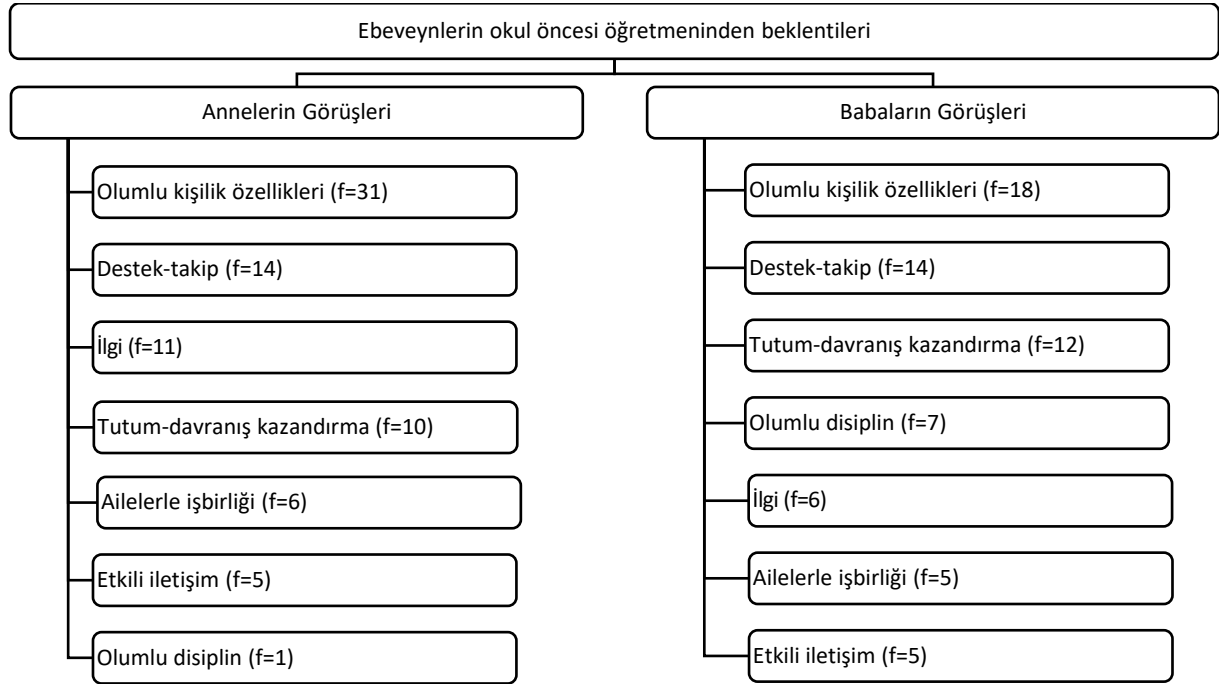 Ebeveynlerin okul öncesi öğretmeninden beklentileri
Annelerin Görüşleri
Olumlu kişilik özellikleri (f=31)
Destek-takip (f=14)
İlgi (f=11)
Tutum-davranış kazandırma (f=10)
Ailelerle işbirliği (f=6)
Etkili iletişim (f=5)
Olumlu disiplin (f=1)
Babaların Görüşleri
Olumlu kişilik özellikleri (f=18)
Destek-takip (f=14)
Tutum-davranış kazandırma (f=12)
Olumlu disiplin (f=7)
İlgi (f=6)
Ailelerle işbirliği (f=5)
Etkili iletişim (f=5)